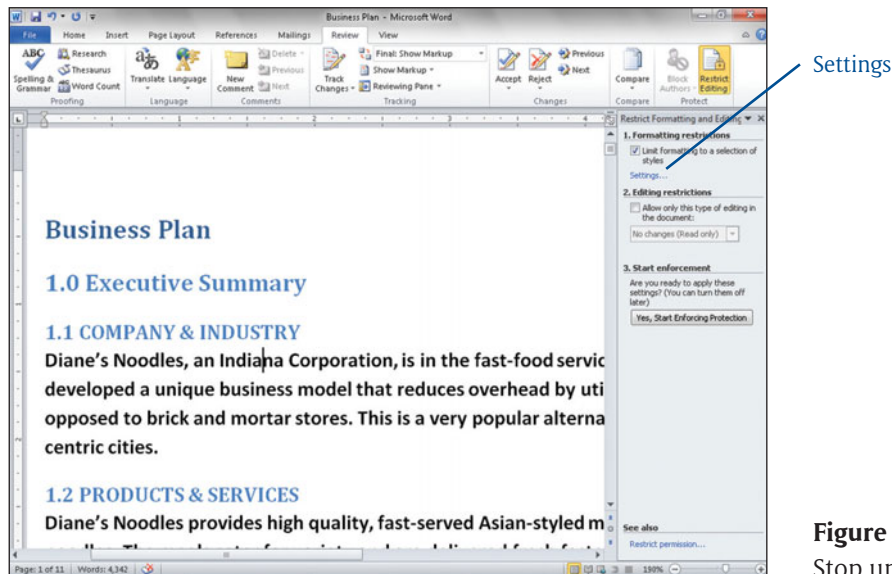 Business Plan - Microsoft Word
File Home Insert Page Layout References Mailings Review View
ABC Research Delete Previous Final: Show Markup Previous
Thesaurus Show Markup Next
Spelling & Grammar Word Count Translate Language New Comment Next Track Changes Reviewing Pane Accept Reject Compare Block Authors Restrict Editing
Proofing Language Comments Tracking Changes Compare Protect
Settings
Restrict Formatting and Editing
1. Formatting restrictions
Limit formatting to a selection of
styles
Settings...
2. Editing restrictions
Allow only this type of editing in
the document:
No changes (Read only)
3. Start enforcement
Are you ready to apply these
settings? (You can turn them off
later)
Yes, Start Enforcing Protection
See also
Restrict permission...
Business Plan
1.0 Executive Summary
1.1 COMPANY & INDUSTRY
Diane's Noodles, an Indiana Corporation, is in the fast-food servic
developed a unique business model that reduces overhead by uti
opposed to brick and mortar stores. This is a very popular alterna
centric cities.
1.2 PRODUCTS & SERVICES
Diane's Noodles provides high quality, fast-served Asian-styled m
Page: 1 of 11 Words: 4,342 190%
Figure
Stop un